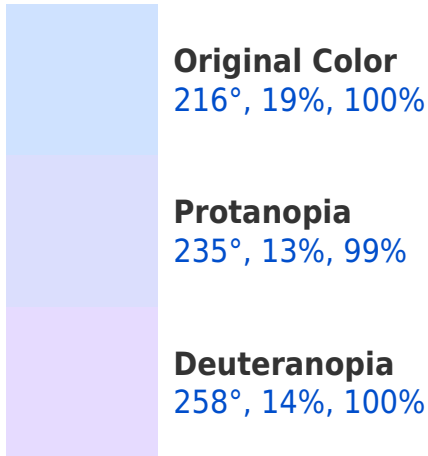 Original Color
216°, 19%, 100%
Protanopia
235°, 13%, 99%
Deuteranopia
258°, 14%, 100%